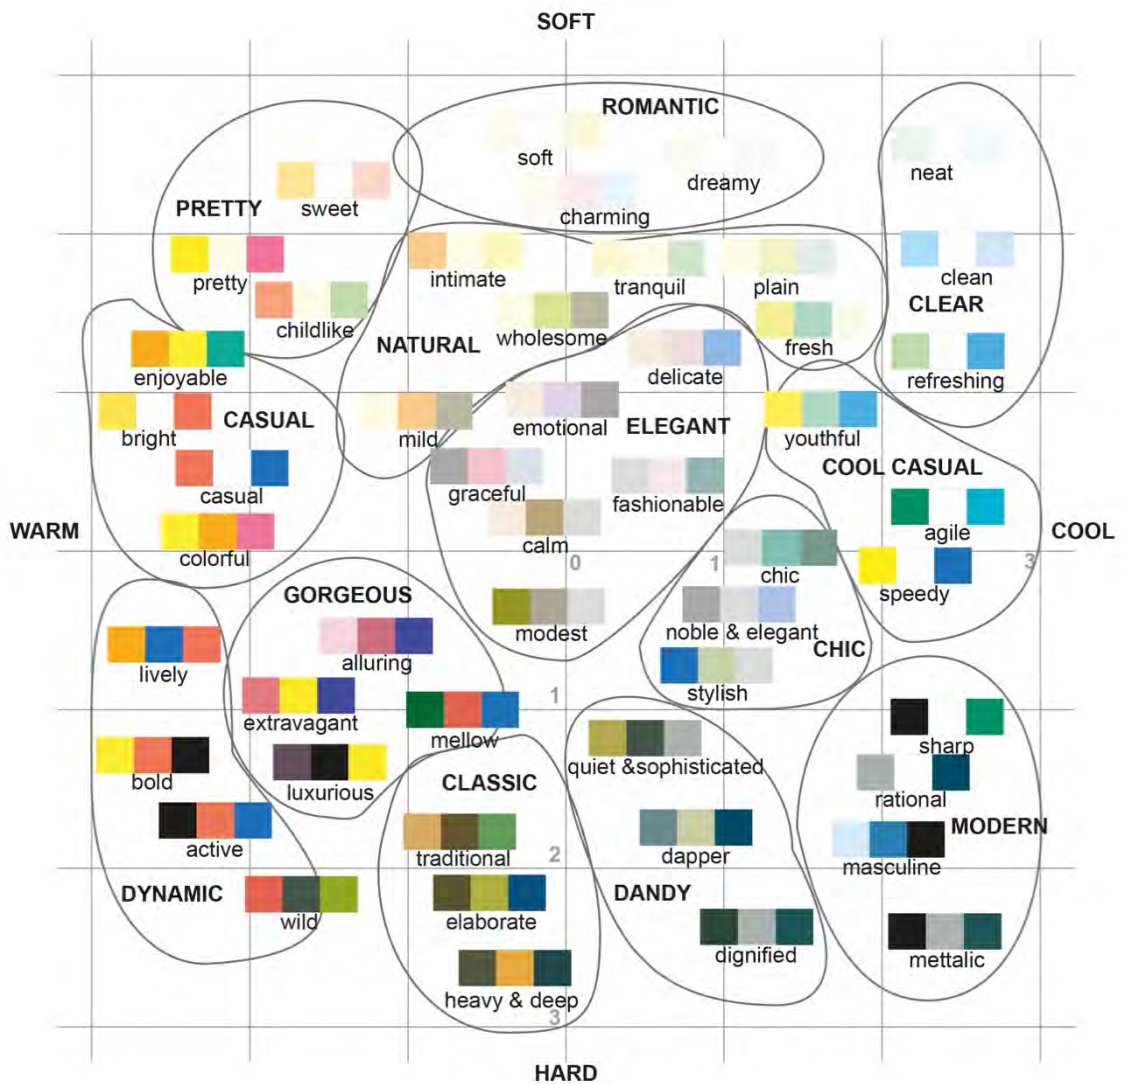 SOFT
ROMANTIC
soft
dreamy
neat
sweet
PRETTY
charming
pretty
intimate
tranquil
plain
clean
CLEAR
childlike
wholesome
NATURAL
fresh
enjoyable
delicate
refreshing
bright
CASUAL
mild
emotional
ELEGANT
youthful
COOL CASUAL
casual
graceful
fashionable
WARM
calm
agile
COOL
colorful
0
1
3
chic
speedy
GORGEOUS
modest
noble & elegant
CHIC
lively
alluring
stylish
1
extravagant
mellow
sharp
bold
luxurious
CLASSIC
quiet &sophisticated
rational
MODERN
active
traditional
2
dapper
masculine
DYNAMIC
wild
elaborate
DANDY
dignified
mettalic
heavy & deep
3
HARD